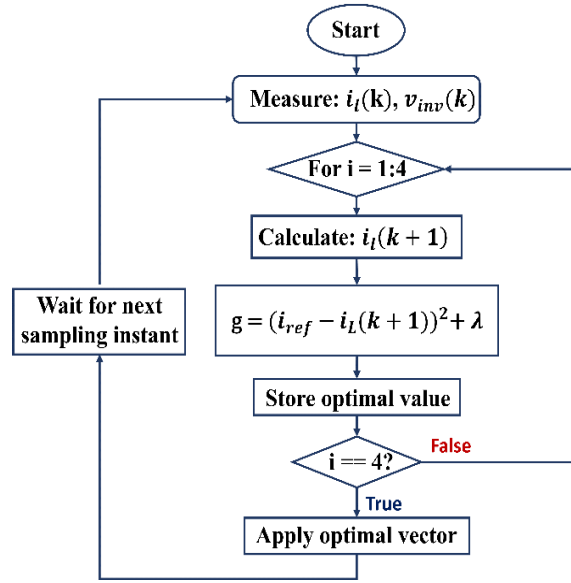 Start
Measure: i_l(k), v_inv(k)
For i = 1:4
Calculate: i_l(k + 1)
Wait for next
sampling instant
g = (i_ref − i_L(k + 1))² + λ
Store optimal value
i == 4?
False
True
Apply optimal vector